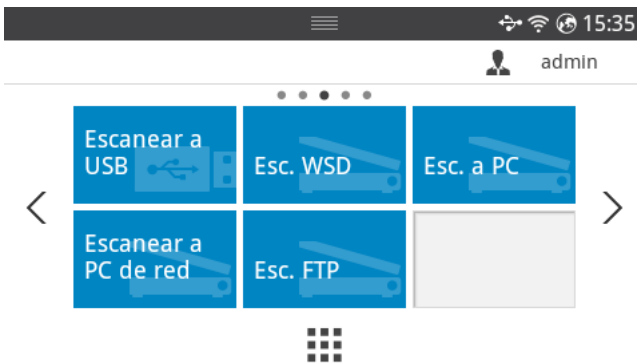 15:35
admin
Escanear a
USB
Esc. WSD
Esc. a PC
Escanear a
PC de red
Esc. FTP